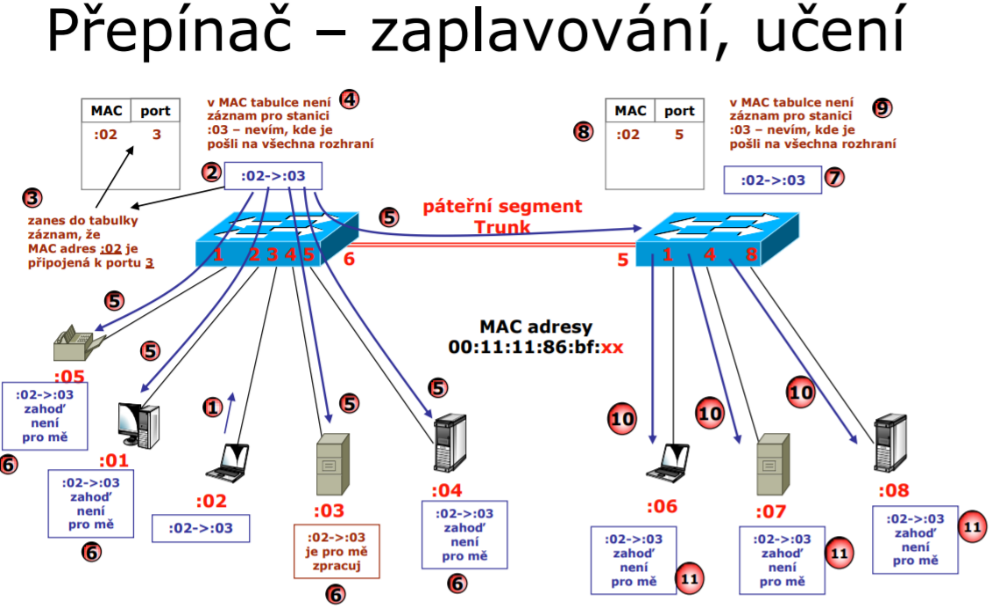 Přepínač – zaplavování, učení
MAC port
:02 3
4
v MAC tabulce není
záznam pro stanici
:03 – nevím, kde je
pošli na všechna rozhraní
2
:02->:03
3
zanes do tabulky
záznam, že
MAC adres :02 je
připojená k portu 3
8
MAC port
:02 5
9
v MAC tabulce není
záznam pro stanici
:03 – nevím, kde je
pošli na všechna rozhraní
:02->:03
7
5
páteřní segment
Trunk
1 2 3 4 5
6
5
1 4 8
MAC adresy
00:11:11:86:bf:xx
5
5
1
5
5
10
10
10
:05
:02->:03
zahoď
není
pro mě
6
:01
:02->:03
zahoď
není
pro mě
6
:02
:02->:03
:03
:02->:03
je pro mě
zpracuj
6
:04
:02->:03
zahoď
není
pro mě
6
:06
:02->:03
zahoď
není
pro mě
11
:07
:02->:03
zahoď
není
pro mě
11
:08
:02->:03
zahoď
není
pro mě
11